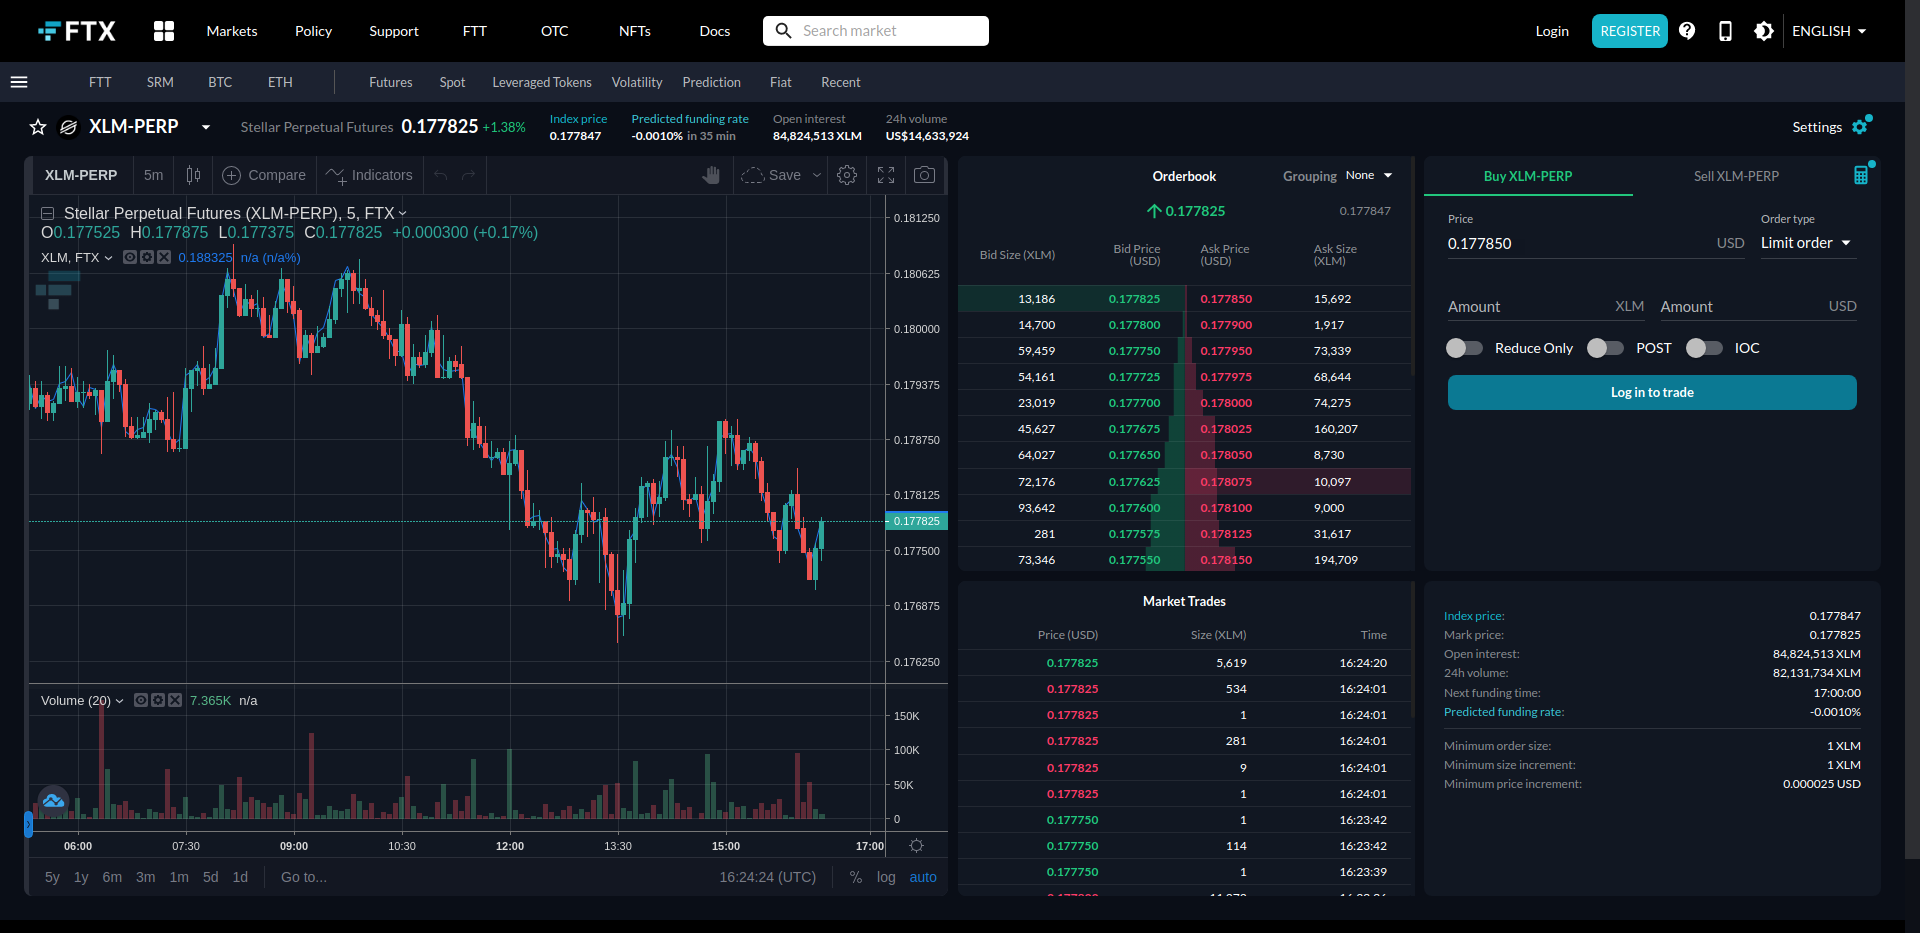 FTX
Markets
Policy
Support
FTT
OTC
NFTs
Docs
Search market
Login
REGISTER
ENGLISH
FTT
SRM
BTC
ETH
Futures
Spot
Leveraged Tokens
Volatility
Prediction
Fiat
Recent
XLM-PERP
Stellar Perpetual Futures 0.177825 +1.38%
Index price
0.177847
Predicted funding rate
-0.0010% in 35 min
Open interest
84,824,513 XLM
24h volume
US$14,633,924
Settings
XLM-PERP
5m
Compare
Indicators
Save
Stellar Perpetual Futures (XLM-PERP), 5, FTX
O0.177525 H0.177875 L0.177375 C0.177825 +0.000300 (+0.17%)
XLM, FTX
0.188325 n/a (n/a%)
0.181250
0.180625
0.180000
0.179375
0.178750
0.178125
0.177825
0.177500
0.176875
0.176250
Volume (20)
7.365K n/a
150K
100K
50K
0
06:00
07:30
09:00
10:30
12:00
13:30
15:00
17:00
5y 1y 6m 3m 1m 5d 1d
Go to...
16:24:24 (UTC)
%
log
auto
Orderbook
Grouping None
0.177825
0.177847
Bid Size (XLM)
Bid Price (USD)
Ask Price (USD)
Ask Size (XLM)
13,186 0.177825 0.177850 15,692
14,700 0.177800 0.177900 1,917
59,459 0.177750 0.177950 73,339
54,161 0.177725 0.177975 68,644
23,019 0.177700 0.178000 74,275
45,627 0.177675 0.178025 160,207
64,027 0.177650 0.178050 8,730
72,176 0.177625 0.178075 10,097
93,642 0.177600 0.178100 9,000
281 0.177575 0.178125 31,617
73,346 0.177550 0.178150 194,709
Market Trades
Price (USD) Size (XLM) Time
0.177825 5,619 16:24:20
0.177825 534 16:24:01
0.177825 1 16:24:01
0.177825 281 16:24:01
0.177825 9 16:24:01
0.177825 1 16:24:01
0.177750 1 16:23:42
0.177750 114 16:23:42
0.177750 1 16:23:39
Buy XLM-PERP
Sell XLM-PERP
Price
0.177850 USD
Order type
Limit order
Amount XLM
Amount USD
Reduce Only
POST
IOC
Log in to trade
Index price: 0.177847
Mark price: 0.177825
Open interest: 84,824,513 XLM
24h volume: 82,131,734 XLM
Next funding time: 17:00:00
Predicted funding rate: -0.0010%
Minimum order size: 1 XLM
Minimum size increment: 1 XLM
Minimum price increment: 0.000025 USD